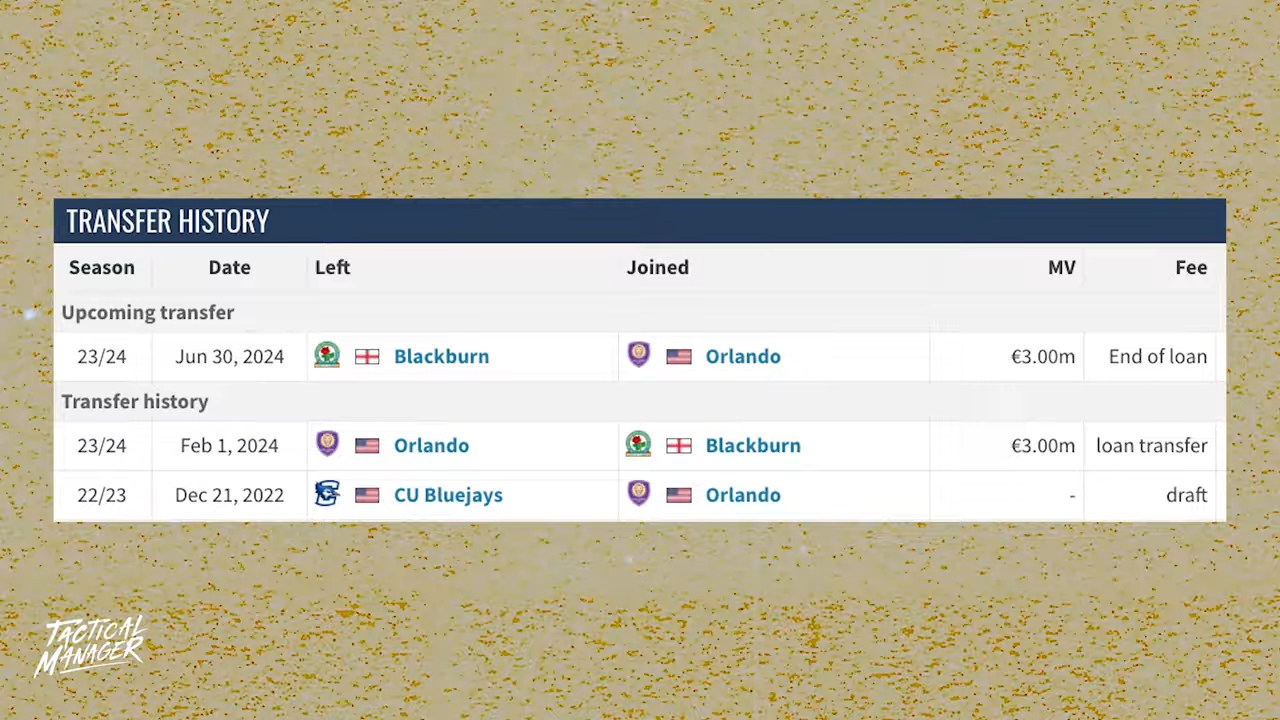 TRANSFER HISTORY
Season Date Left Joined MV Fee
Upcoming transfer
23/24 Jun 30, 2024 Blackburn Orlando €3.00m End of loan
Transfer history
23/24 Feb 1, 2024 Orlando Blackburn €3.00m loan transfer
22/23 Dec 21, 2022 CU Bluejays Orlando - draft
TACTICAL
MANAGER